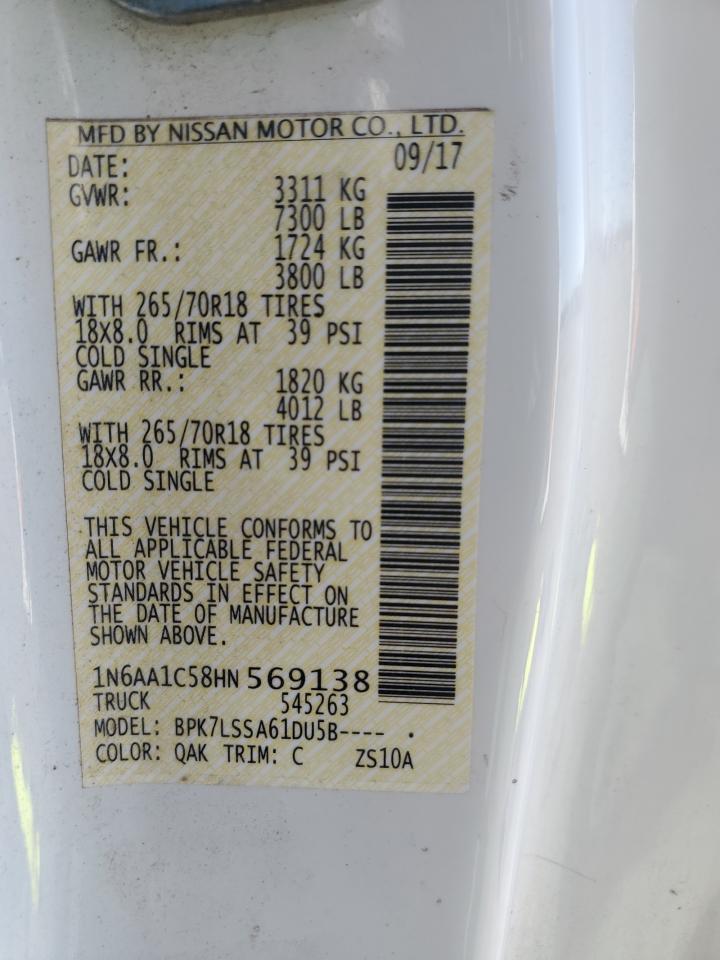 MFD BY NISSAN MOTOR CO., LTD.
DATE: 09/17
GVWR: 3311 KG
7300 LB
GAWR FR.: 1724 KG
3800 LB
WITH 265/70R18 TIRES
18X8.0 RIMS AT 39 PSI
COLD SINGLE
GAWR RR.: 1820 KG
4012 LB
WITH 265/70R18 TIRES
18X8.0 RIMS AT 39 PSI
COLD SINGLE
THIS VEHICLE CONFORMS TO
ALL APPLICABLE FEDERAL
MOTOR VEHICLE SAFETY
STANDARDS IN EFFECT ON
THE DATE OF MANUFACTURE
SHOWN ABOVE.
1N6AA1C58HN569138
TRUCK 545263
MODEL: BPK7LSSA61DU5B---- .
COLOR: QAK TRIM: C ZS10A